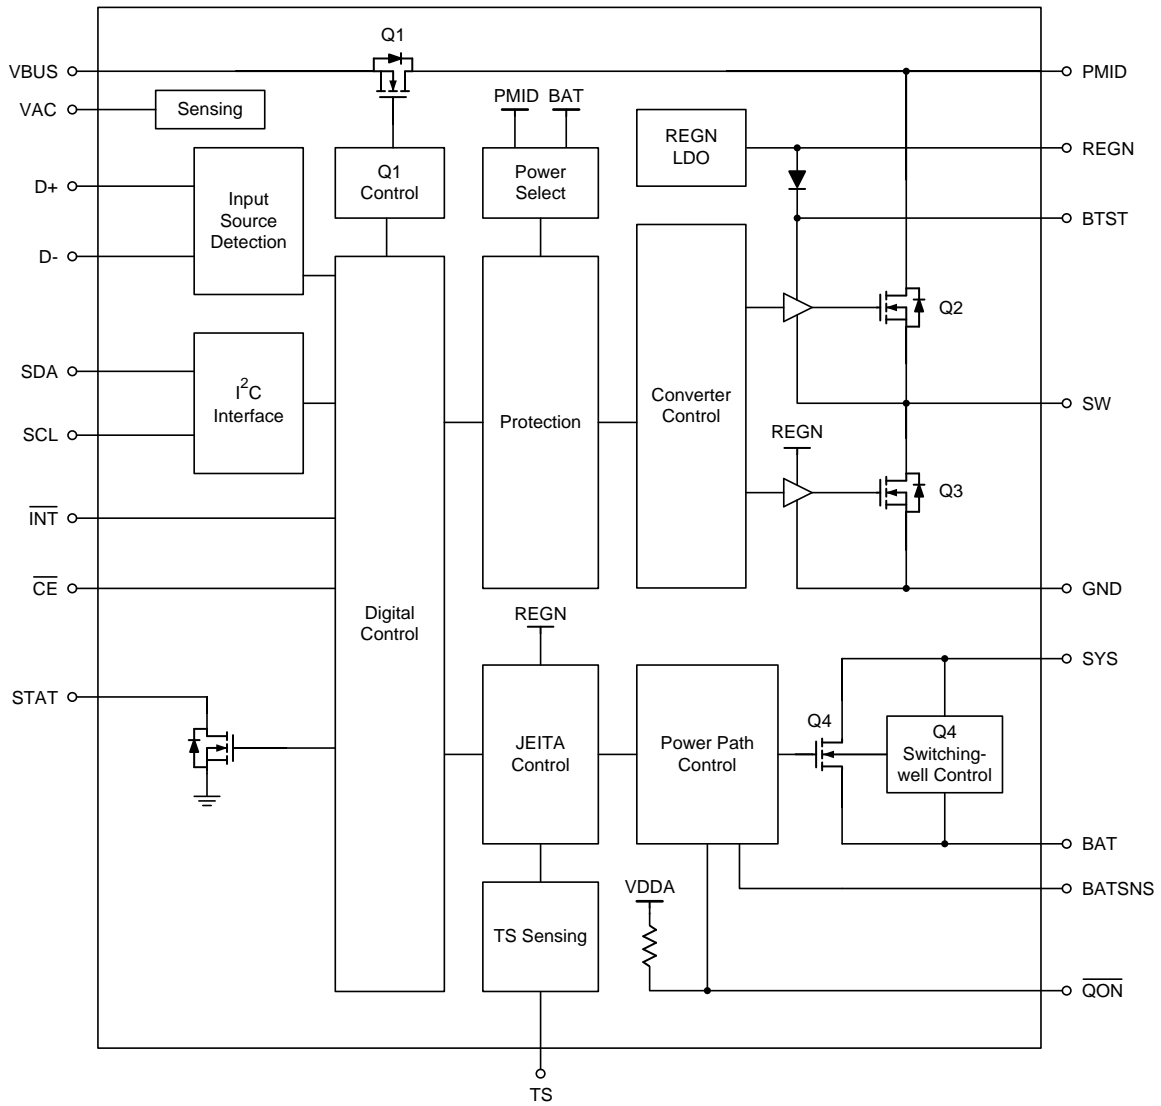 Q1
VBUS
PMID
VAC
Sensing
PMID
BAT
REGN
LDO
REGN
D+
Input
Source
Detection
Q1
Control
Power
Select
BTST
D-
Q2
SDA
I2C
Interface
SCL
Protection
Converter
Control
SW
REGN
Q3
INT
CE
GND
Digital
Control
REGN
SYS
STAT
JEITA
Control
Power Path
Control
Q4
Q4
Switching-
well Control
BAT
VDDA
BATSNS
TS Sensing
QON
TS